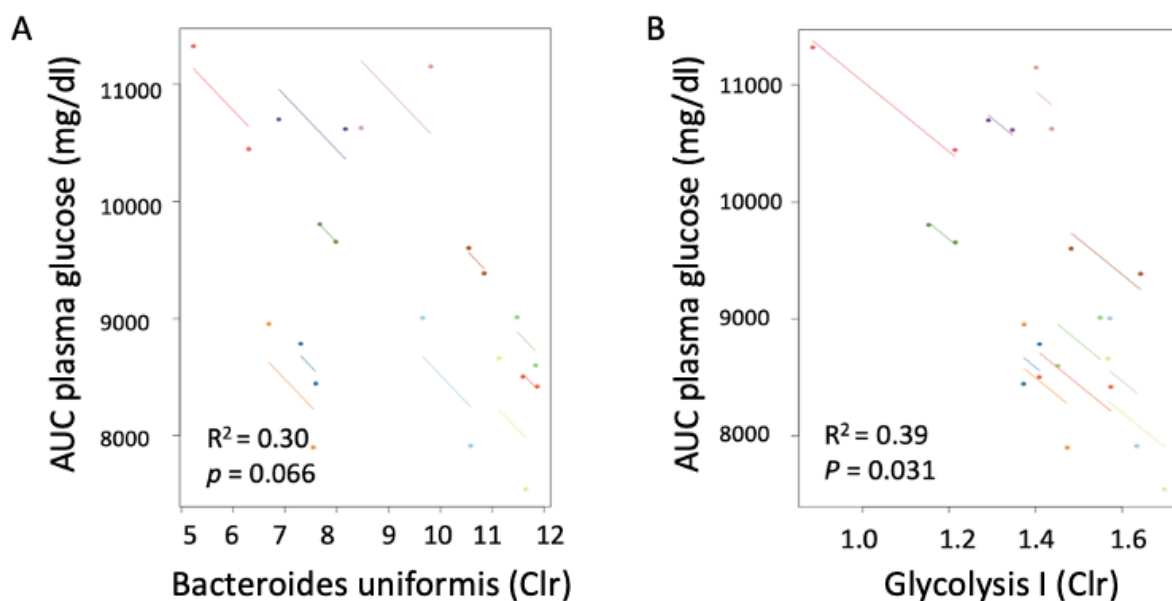 A
AUC plasma glucose (mg/dl)
11000
10000
9000
8000
R² = 0.30
p = 0.066
5 6 7 8 9 10 11 12
Bacteroides uniformis (Clr)
B
AUC plasma glucose (mg/dl)
11000
10000
9000
8000
R² = 0.39
P = 0.031
1.0 1.2 1.4 1.6
Glycolysis I (Clr)